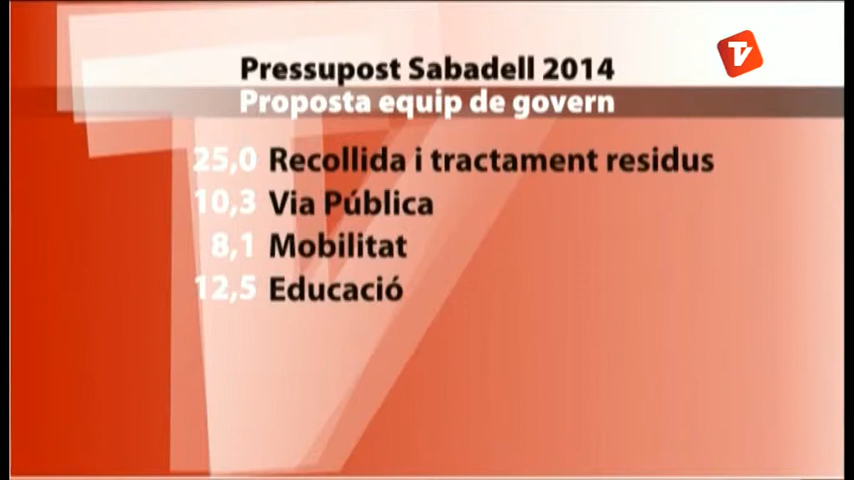 Pressupost Sabadell 2014
Proposta equip de govern
25,0 Recollida i tractament residus
10,3 Via Pública
8,1 Mobilitat
12,5 Educació
TV